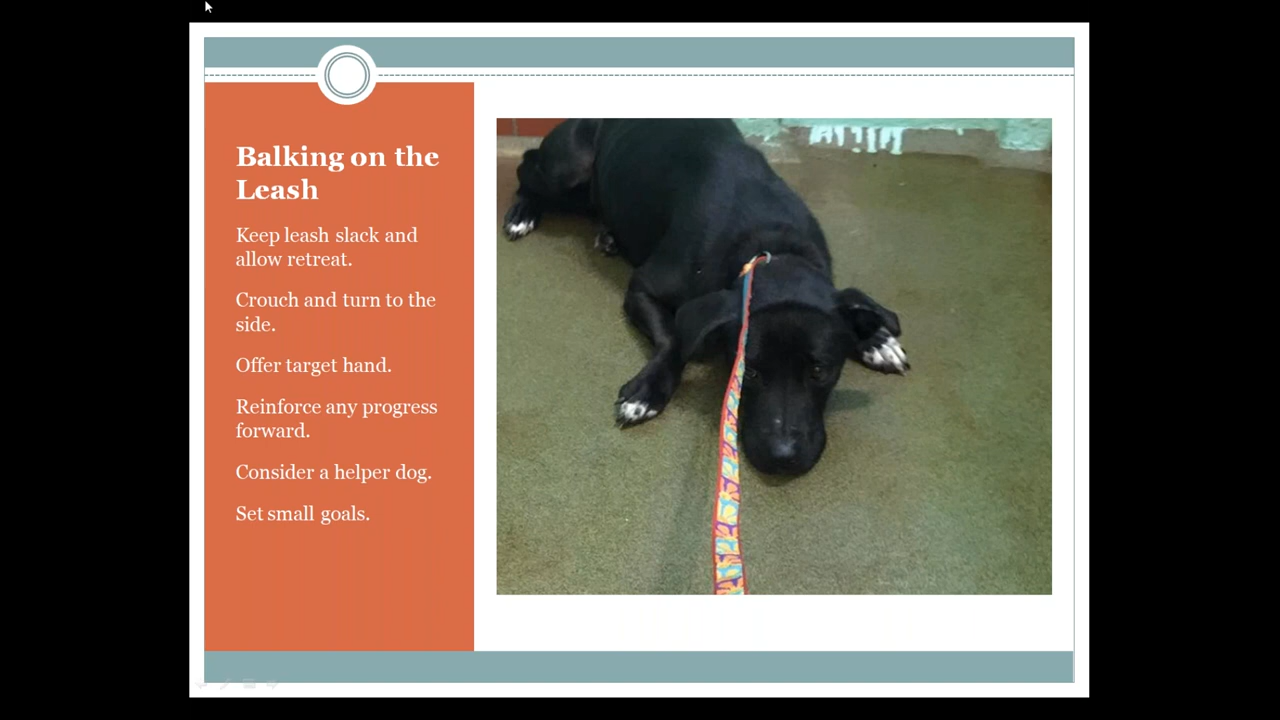 Balking on the
Leash
Keep leash slack and
allow retreat.
Crouch and turn to the
side.
Offer target hand.
Reinforce any progress
forward.
Consider a helper dog.
Set small goals.